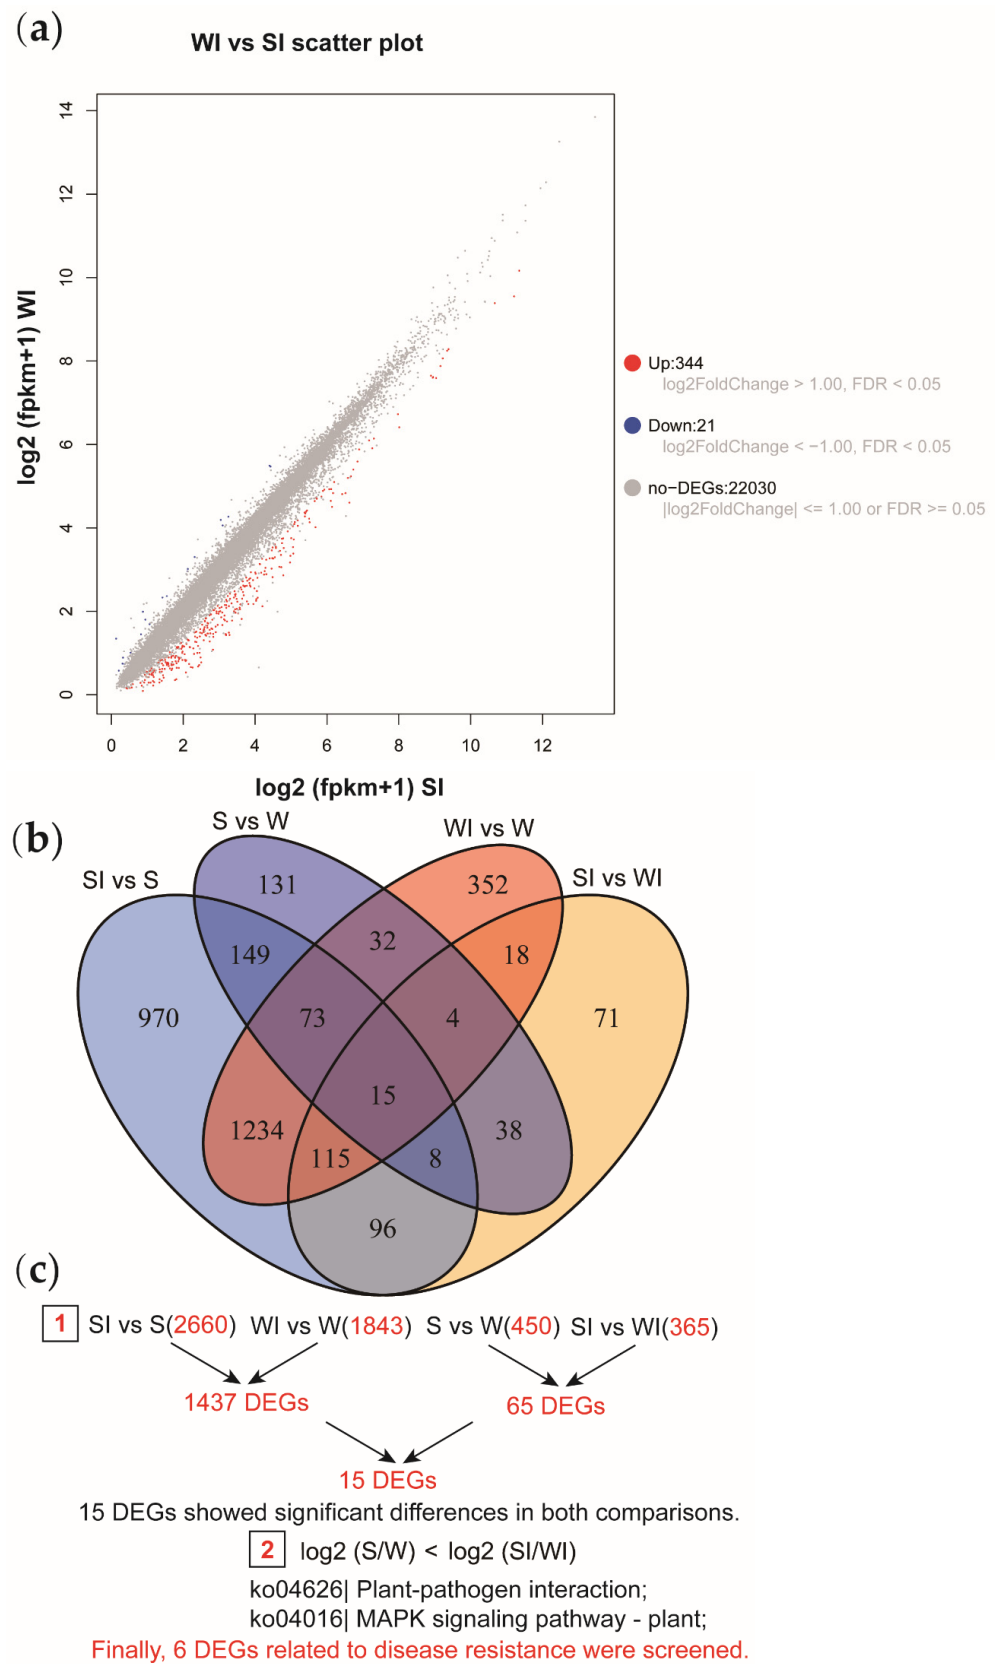 (a)
WI vs SI scatter plot
log2 (fpkm+1) WI
14
12
10
8
6
4
2
0
0 2 4 6 8 10 12
log2 (fpkm+1) SI
Up:344
log2FoldChange > 1.00, FDR < 0.05
Down:21
log2FoldChange < −1.00, FDR < 0.05
no−DEGs:22030
|log2FoldChange| <= 1.00 or FDR >= 0.05
(b)
S vs W
WI vs W
SI vs S
SI vs WI
131
352
149
32
18
970
73
4
71
15
1234
115
8
38
96
(c)
1 SI vs S(2660) WI vs W(1843) S vs W(450) SI vs WI(365)
1437 DEGs
65 DEGs
15 DEGs
15 DEGs showed significant differences in both comparisons.
2 log2 (S/W) < log2 (SI/WI)
ko04626| Plant-pathogen interaction;
ko04016| MAPK signaling pathway - plant;
Finally, 6 DEGs related to disease resistance were screened.